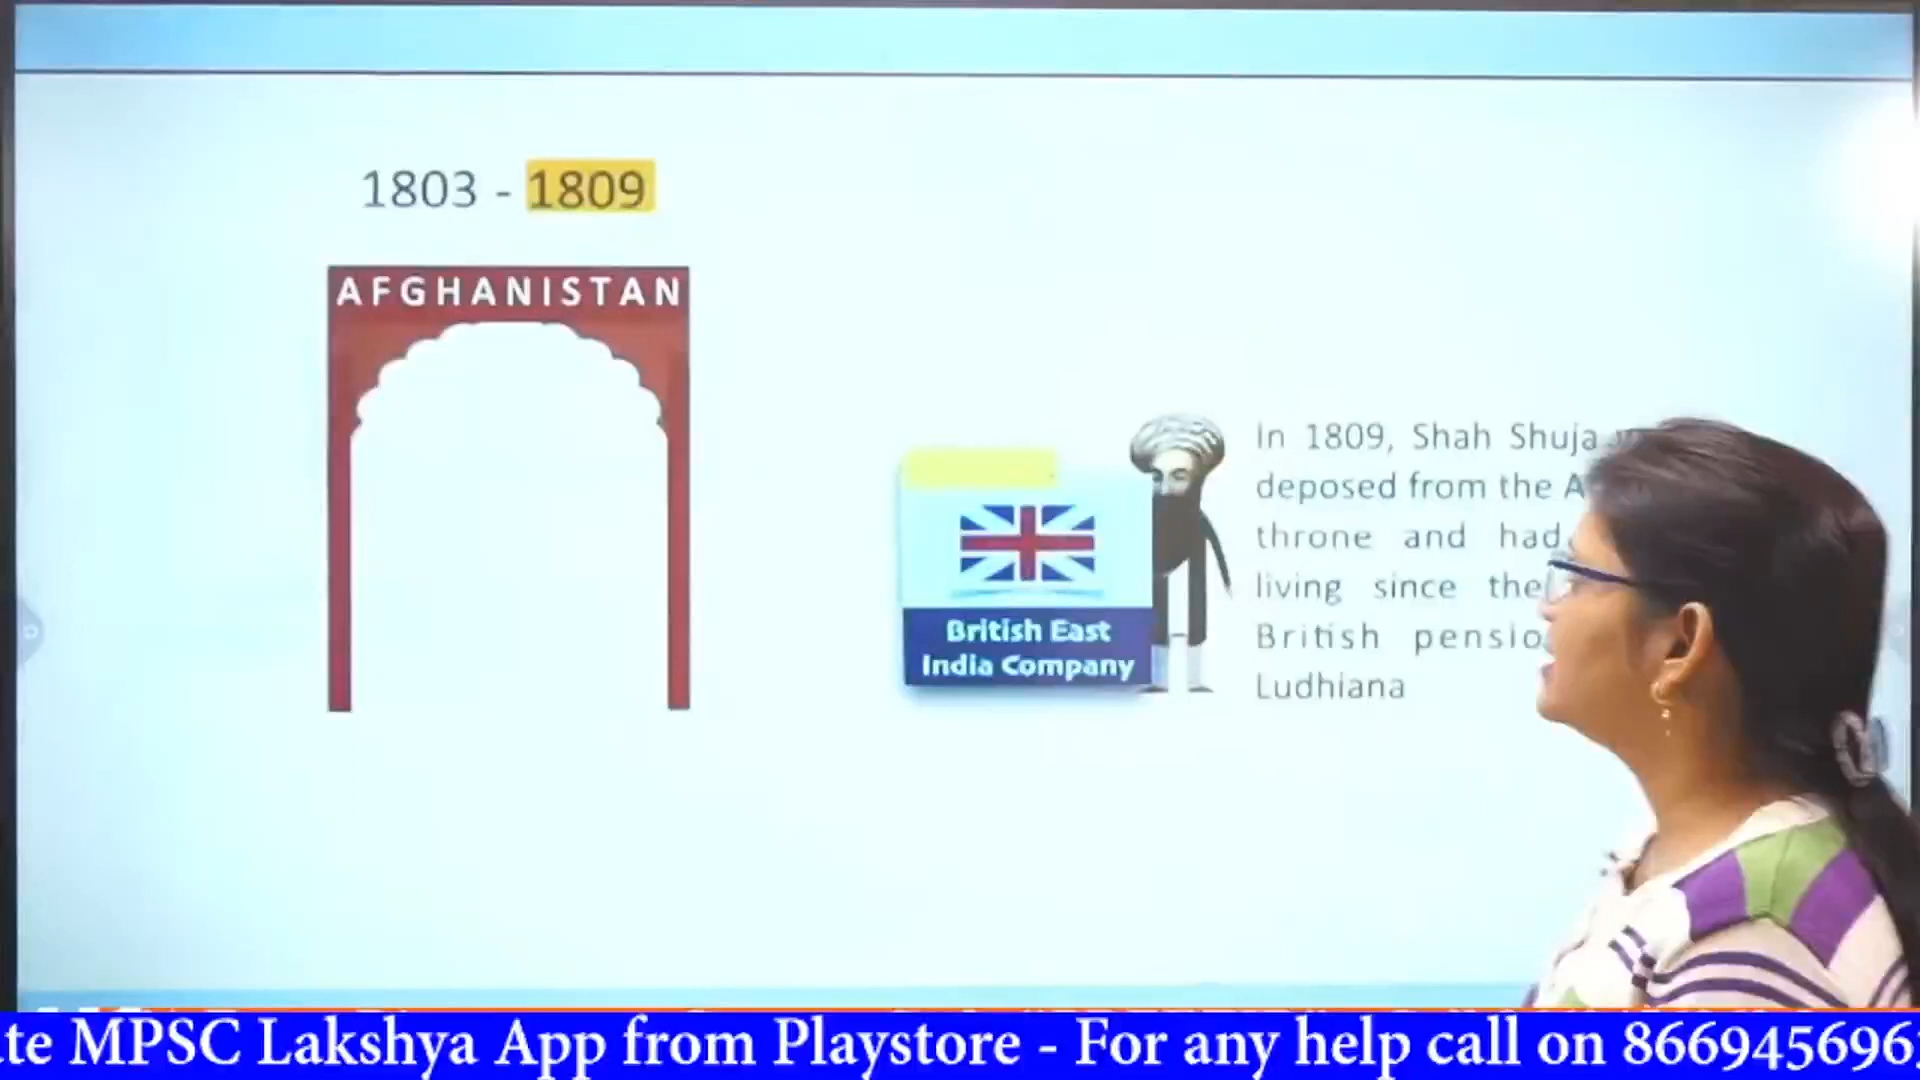 1803 - 1809
AFGHANISTAN
In 1809, Shah Shuja
deposed from the
throne and had
living since
British
Ludhiana
British East
India Company
MPSC Lakshya App from Playstore - For any help call on 866945696